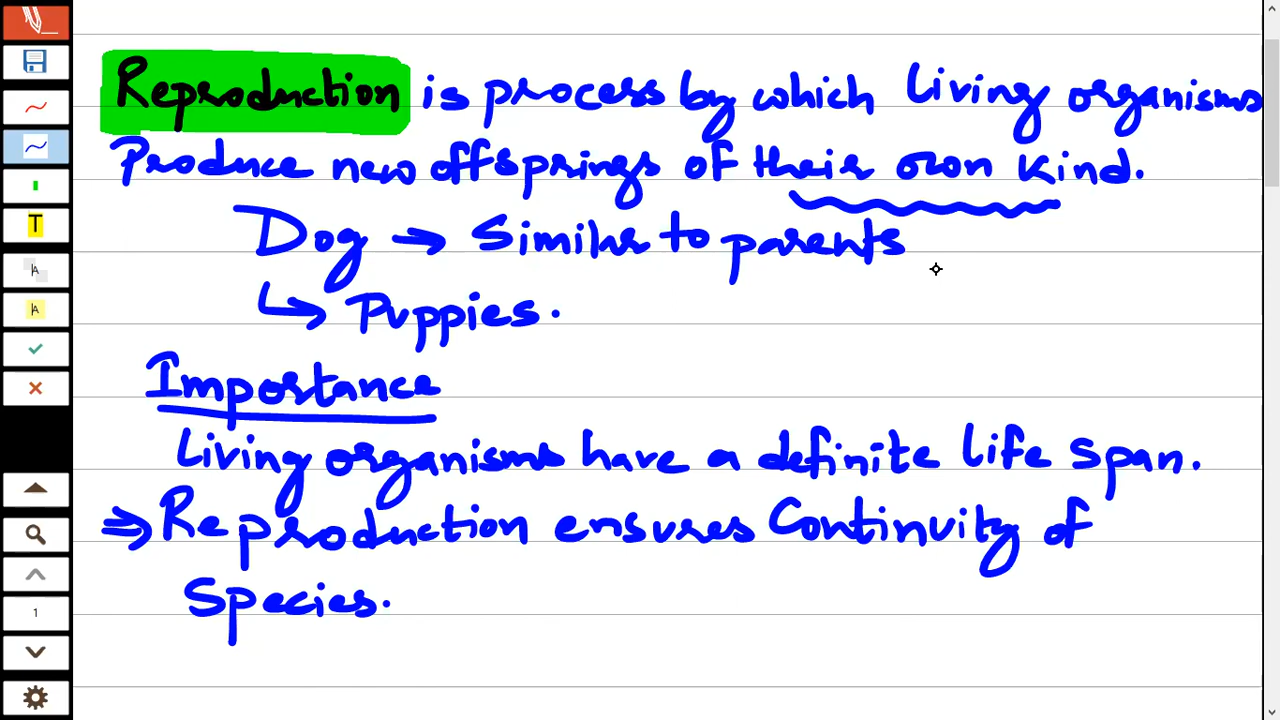 Reproduction is process by which living organisms
Produce new offsprings of their own kind.
Dog → Similar to parents
↳ Puppies.
Importance
Living organisms have a definite life span.
⇒ Reproduction ensures Continuity of
Species.
T
A
A
1